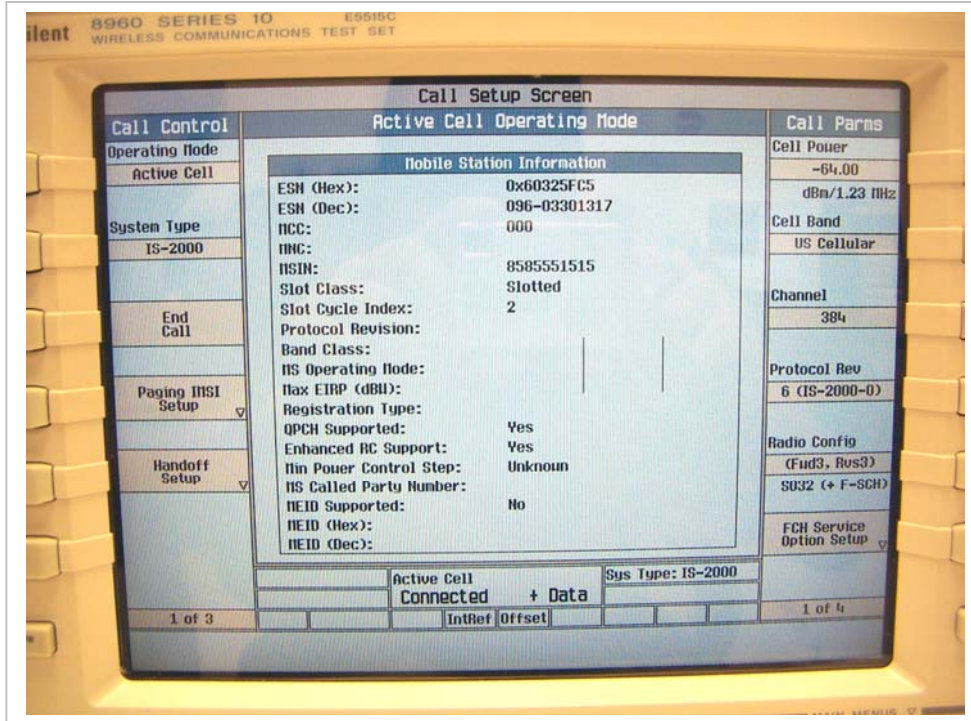 ilent 8960 SERIES 10 E5515C
WIRELESS COMMUNICATIONS TEST SET
Call Setup Screen
Call Control
Active Cell Operating Mode
Call Parms
Operating Mode
Active Cell
System Type
IS-2000
End
Call
Paging IMSI
Setup
Handoff
Setup
1 of 3
Mobile Station Information
ESN (Hex): 0x60325FC5
ESN (Dec): 096-03301317
MCC: 000
MNC:
MSIN: 8585551515
Slot Class: Slotted
Slot Cycle Index: 2
Protocol Revision:
Band Class:
MS Operating Mode:
Max EIRP (dBW):
Registration Type:
QPCH Supported: Yes
Enhanced RC Support: Yes
Min Power Control Step: Unknown
MS Called Party Number:
MEID Supported: No
MEID (Hex):
MEID (Dec):
Active Cell
Sys Type: IS-2000
Connected + Data
IntRef Offset
Cell Power
-64.00
dBm/1.23 MHz
Cell Band
US Cellular
Channel
384
Protocol Rev
6 (IS-2000-0)
Radio Config
(Fwd3, Rvs3)
SO32 (+ F-SCH)
FCH Service
Option Setup
1 of 4
MAIN MENUS